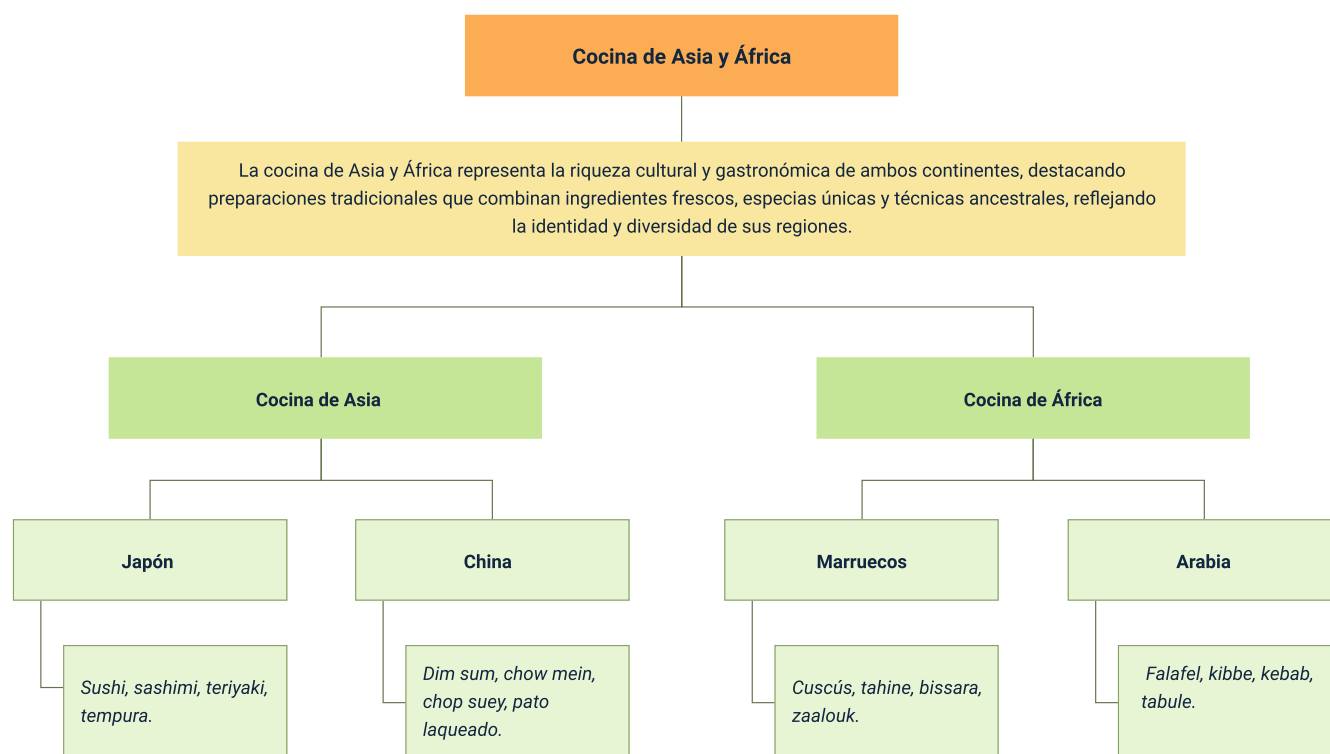 Cocina de Asia y África
La cocina de Asia y África representa la riqueza cultural y gastronómica de ambos continentes, destacando
preparaciones tradicionales que combinan ingredientes frescos, especias únicas y técnicas ancestrales, reflejando
la identidad y diversidad de sus regiones.
Cocina de Asia
Cocina de África
Japón
China
Marruecos
Arabia
Sushi, sashimi, teriyaki,
tempura.
Dim sum, chow mein,
chop suey, pato
laqueado.
Cuscús, tahine, bissara,
zaalouk.
Falafel, kibbe, kebab,
tabule.